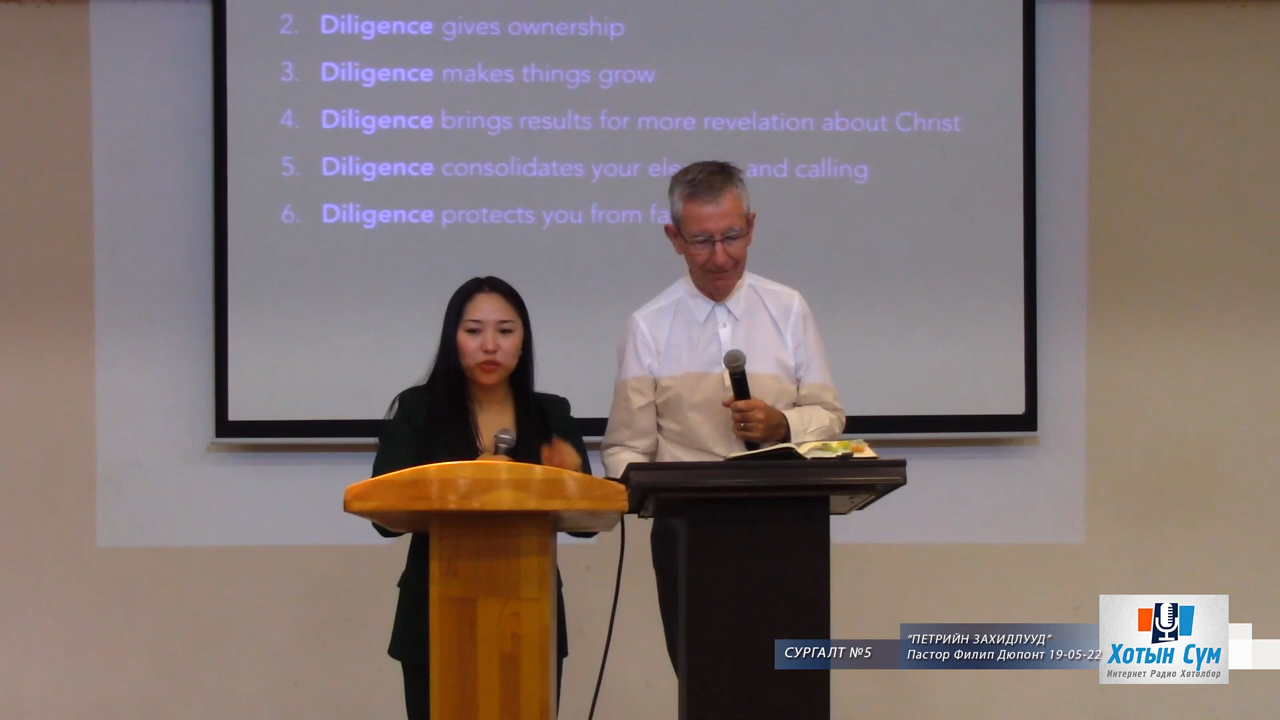 2. Diligence gives ownership
3. Diligence makes things grow
4. Diligence brings results for more revelation about Christ
5. Diligence consolidates your and calling
6. Diligence protects you from
СУРГАЛТ №5
"ПЕТРИЙН ЗАХИДЛУУД"
Пастор Филип Дюпонт 19-05-22
Хотын Сүм
Интернет Радио Хөтөлбөр